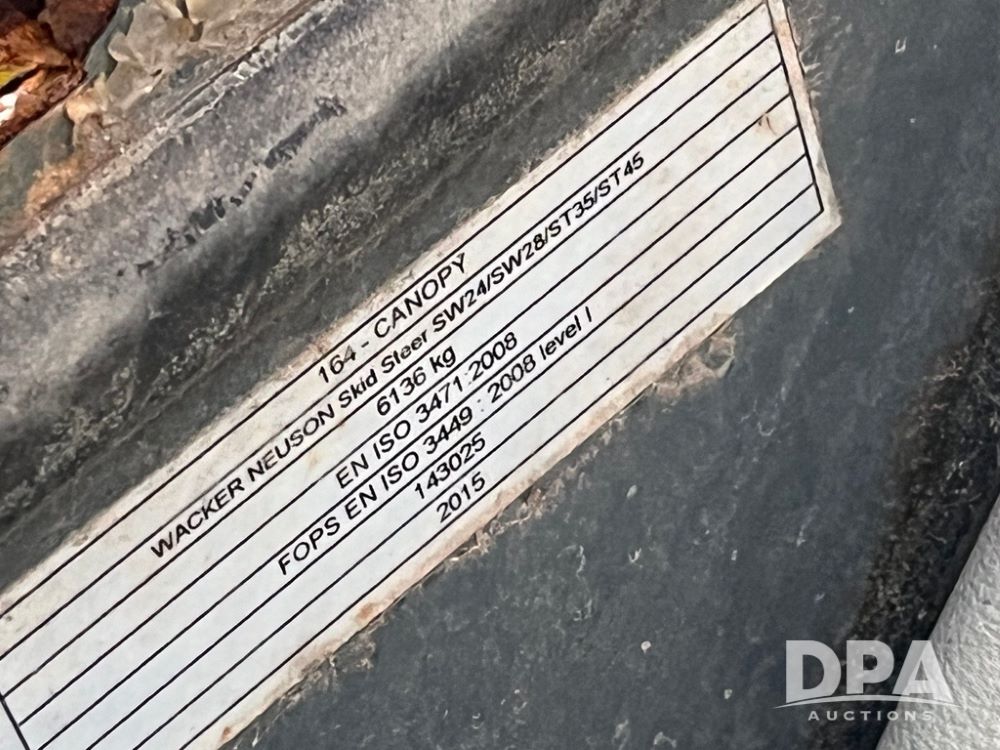 164 - CANOPY
WACKER NEUSON Skid Steer SW24/SW28/ST35/ST45
6136 kg
EN ISO 3471:2008
FOPS EN ISO 3449 : 2008 level I
143025
2015
DPA
AUCTIONS